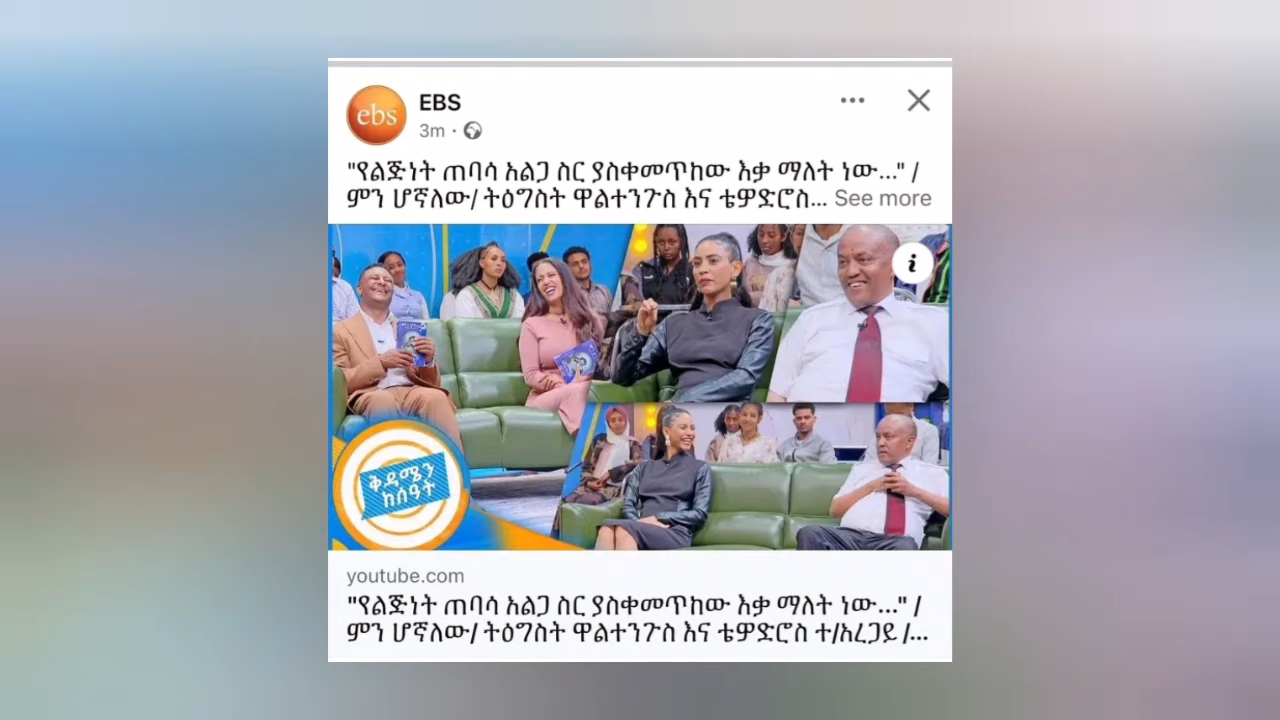 ebs
EBS
3m ·
"የልጅነት ጠባሳ አልጋ ስር ያስቀመጥከው እቃ ማለት ነው..." /
ምን ሆኛለው/ ትዕግስት ዋልተንጉስ እና ቴዎድሮስ... See more
i
ቅዳሜን
ከሰዓት
youtube.com
"የልጅነት ጠባሳ አልጋ ስር ያስቀመጥከው እቃ ማለት ነው..." /
ምን ሆኛለው/ ትዕግስት ዋልተንጉስ እና ቴዎድሮስ ተ/አረጋይ /...